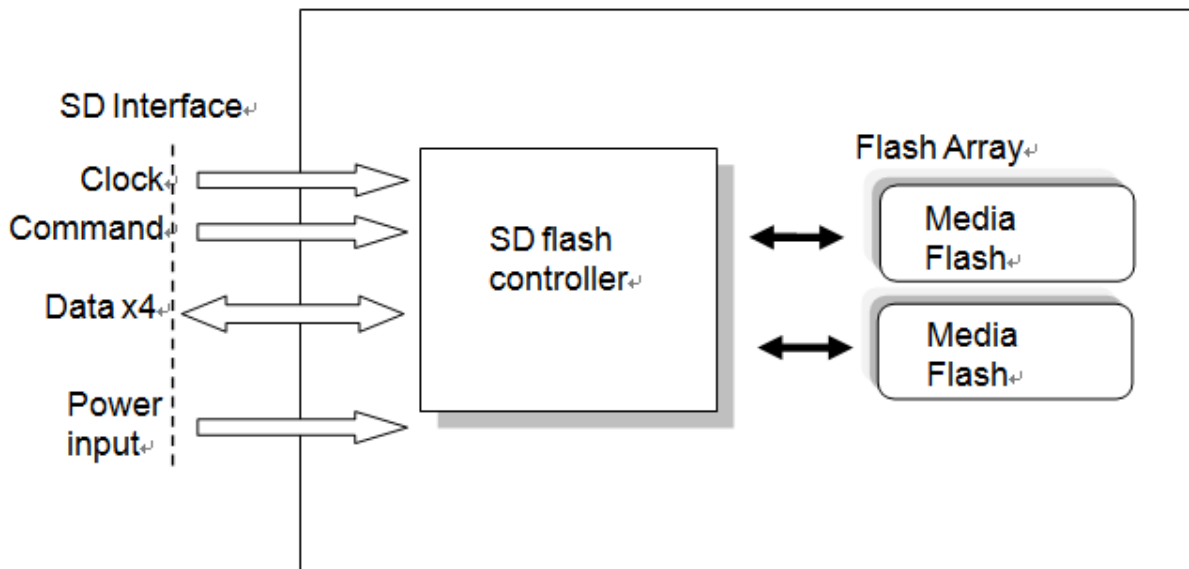 SD Interface
Clock
Command
Data x4
Power
input
SD flash
controller
Flash Array
Media
Flash
Media
Flash